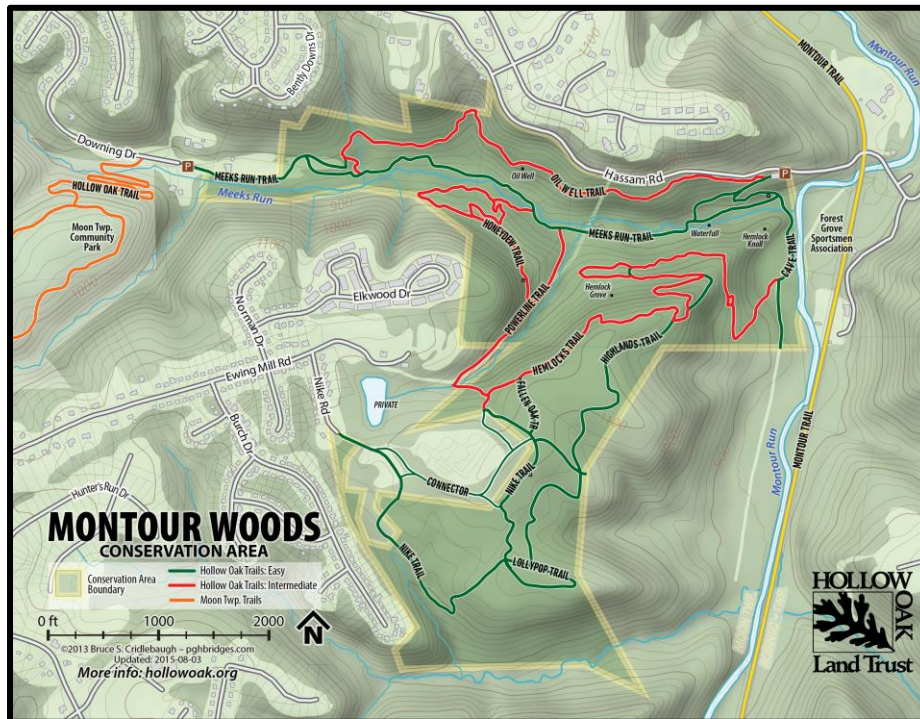 Bently Downs Dr
MONTOUR TRAIL
Montour Run
Downing Dr
P
MEEKS RUN TRAIL
Meeks Run
Oil Well
OIL WELL TRAIL
Hassam Rd
P
HOLLOW OAK TRAIL
Moon Twp.
Community
Park
900
1000
1100
HONEYDEW TRAIL
MEEKS RUN TRAIL
Waterfall
Hemlock
Knoll
CAVE TRAIL
Forest
Grove
Sportsmen
Association
Elkwood Dr
Norman Dr
POWERLINE TRAIL
Hemlock
Grove
HEMLOCKS TRAIL
HIGHLANDS TRAIL
Ewing Mill Rd
Nike Rd
PRIVATE
FALLEN OAK TR
Burch Dr
CONNECTOR
NIKE TRAIL
Montour Run
MONTOUR TRAIL
Hunter's Run Dr
NIKE TRAIL
LOLLYPOP TRAIL
MONTOUR WOODS
CONSERVATION AREA
Conservation Area
Boundary
Hollow Oak Trails: Easy
Hollow Oak Trails: Intermediate
Moon Twp. Trails
0 ft 1000 2000
N
©2013 Bruce S. Cridlebaugh – pghbridges.com
Updated: 2015-08-03
More info: hollowoak.org
HOLLOW
OAK
Land Trust